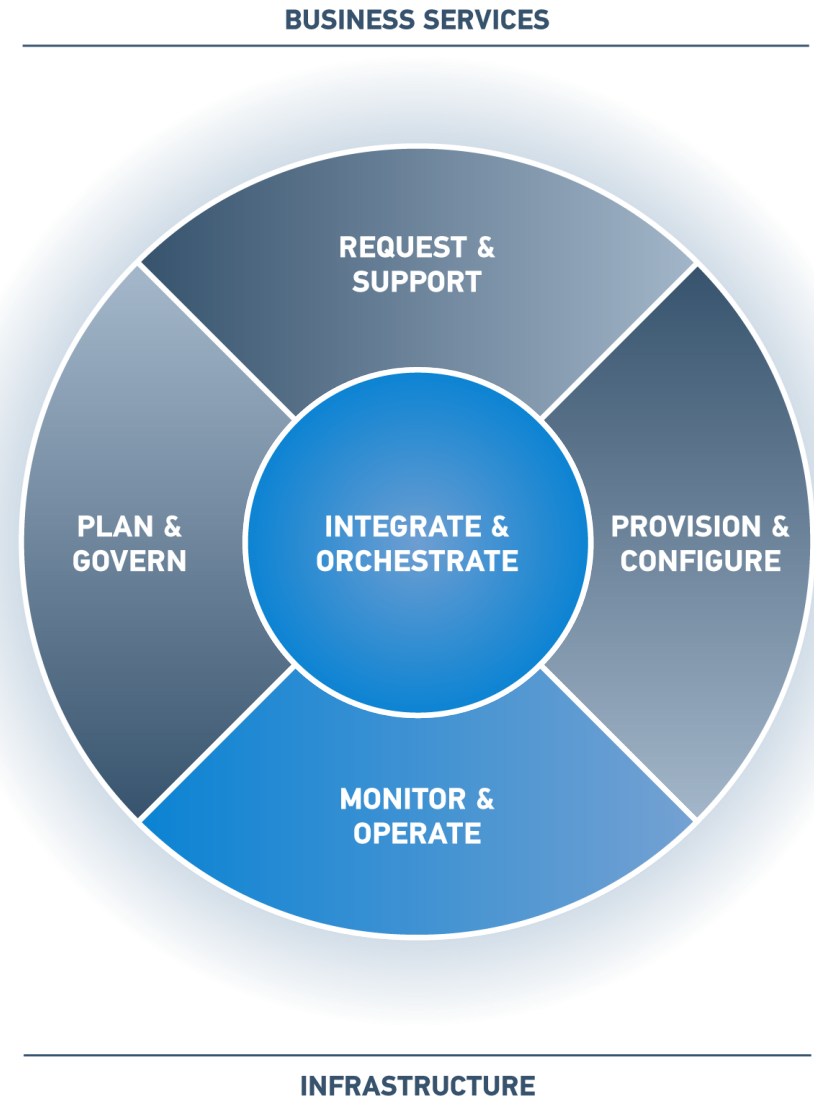 BUSINESS SERVICES
REQUEST &
SUPPORT
PLAN &
GOVERN
INTEGRATE &
ORCHESTRATE
PROVISION &
CONFIGURE
MONITOR &
OPERATE
INFRASTRUCTURE